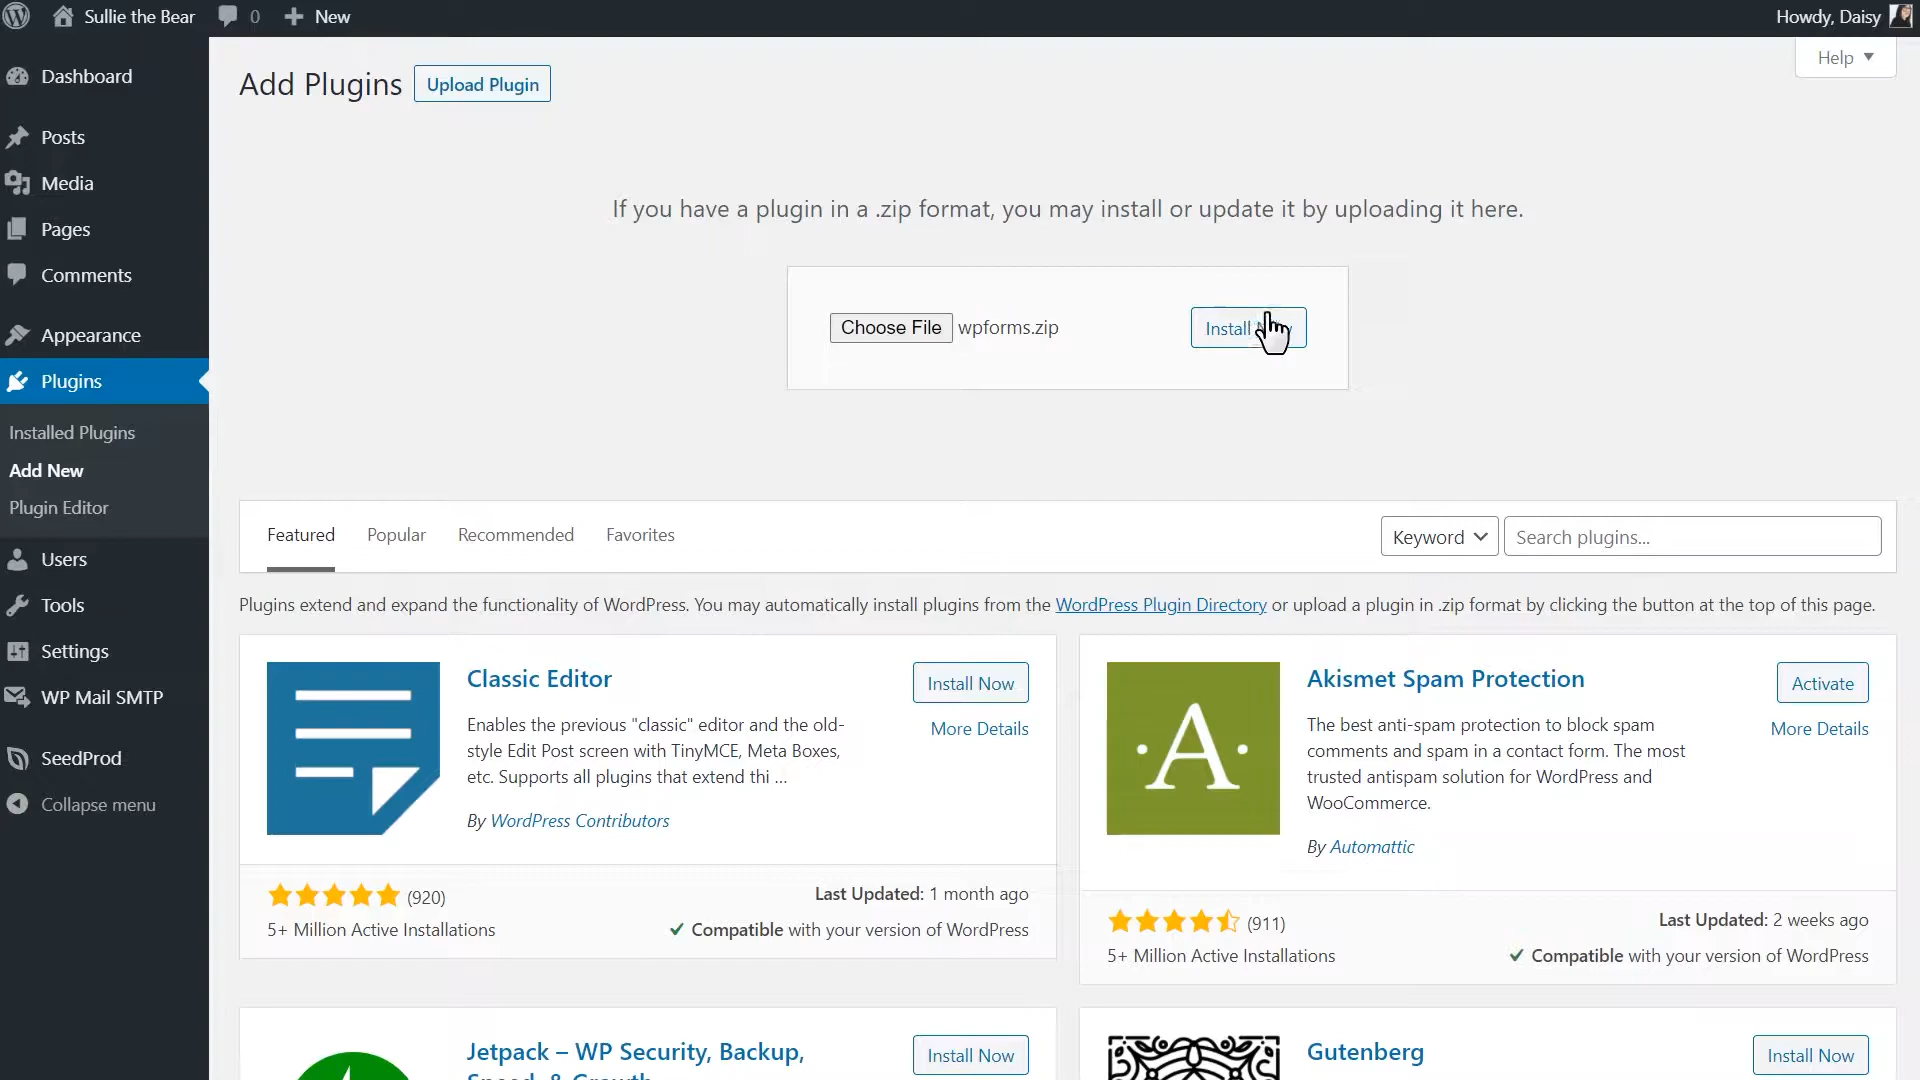 Sullie the Bear
0
New
Howdy, Daisy
Help
Dashboard
Posts
Media
Pages
Comments
Appearance
Plugins
Installed Plugins
Add New
Plugin Editor
Users
Tools
Settings
WP Mail SMTP
SeedProd
Collapse menu
Add Plugins
Upload Plugin
If you have a plugin in a .zip format, you may install or update it by uploading it here.
Choose File wpforms.zip
Install
Featured
Popular
Recommended
Favorites
Keyword
Search plugins...
Plugins extend and expand the functionality of WordPress. You may automatically install plugins from the WordPress Plugin Directory or upload a plugin in .zip format by clicking the button at the top of this page.
Classic Editor
Install Now
More Details
Enables the previous "classic" editor and the old-
style Edit Post screen with TinyMCE, Meta Boxes,
etc. Supports all plugins that extend thi ...
By WordPress Contributors
(920)
Last Updated: 1 month ago
5+ Million Active Installations
Compatible with your version of WordPress
A
Akismet Spam Protection
Activate
More Details
The best anti-spam protection to block spam
comments and spam in a contact form. The most
trusted antispam solution for WordPress and
WooCommerce.
By Automattic
(911)
Last Updated: 2 weeks ago
5+ Million Active Installations
Compatible with your version of WordPress
Jetpack – WP Security, Backup,
Install Now
Gutenberg
Install Now